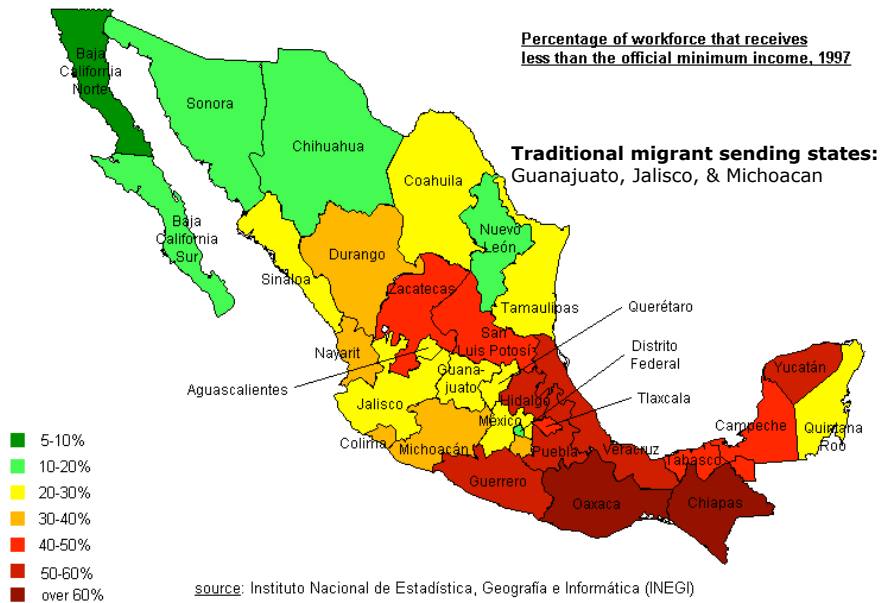 Percentage of workforce that receives
less than the official minimum income, 1997
Baja
California
Norte
Sonora
Chihuahua
Traditional migrant sending states:
Guanajuato, Jalisco, & Michoacan
Coahuila
Baja
California
Sur
Nuevo
León
Durango
Sinaloa
Zacatecas
Tamaulipas
Querétaro
San
Luis Potosí
Distrito
Federal
Nayarit
Guana-
juato
Yucatán
Aguascalientes
Hidalgo
Tlaxcala
Jalisco
México
Campeche
Quintana
Roo
Colima
Michoacán
Puebla
Veracruz
Tabasco
Guerrero
Oaxaca
Chiapas
5-10%
10-20%
20-30%
30-40%
40-50%
50-60%
over 60%
source: Instituto Nacional de Estadística, Geografía e Informática (INEGI)